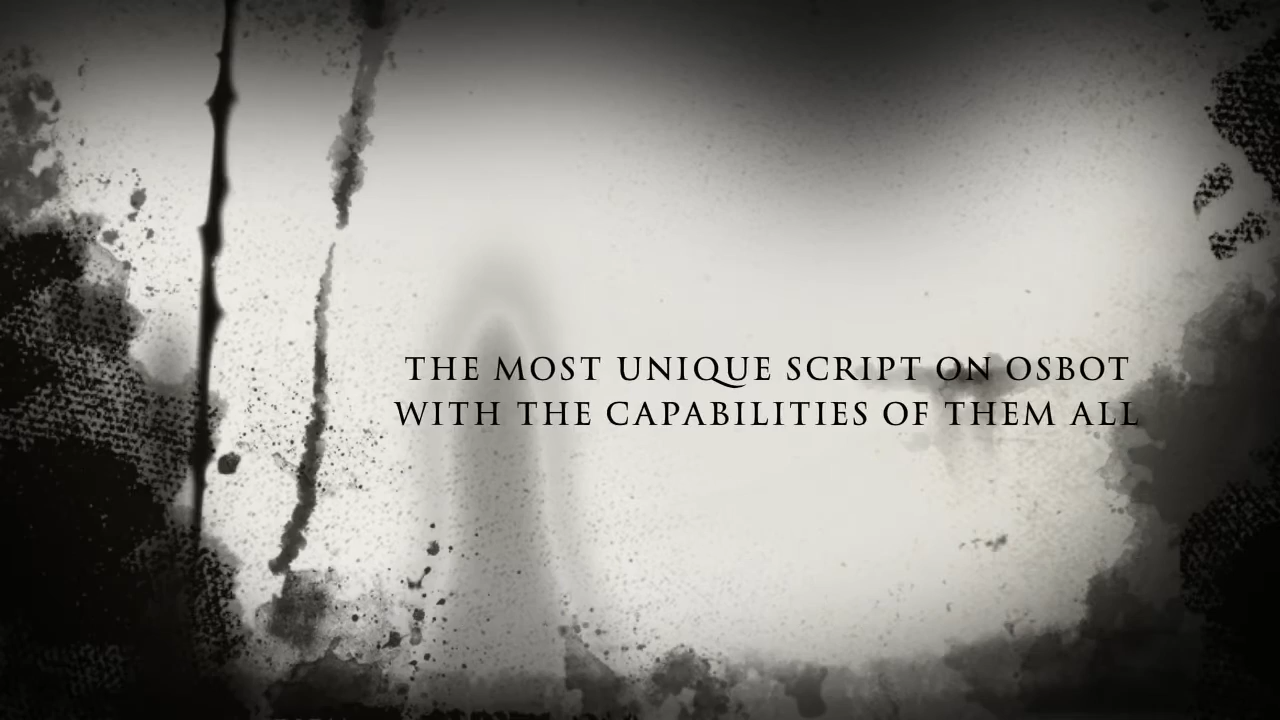 THE MOST UNIQUE SCRIPT ON OSBOT
WITH THE CAPABILITIES OF THEM ALL